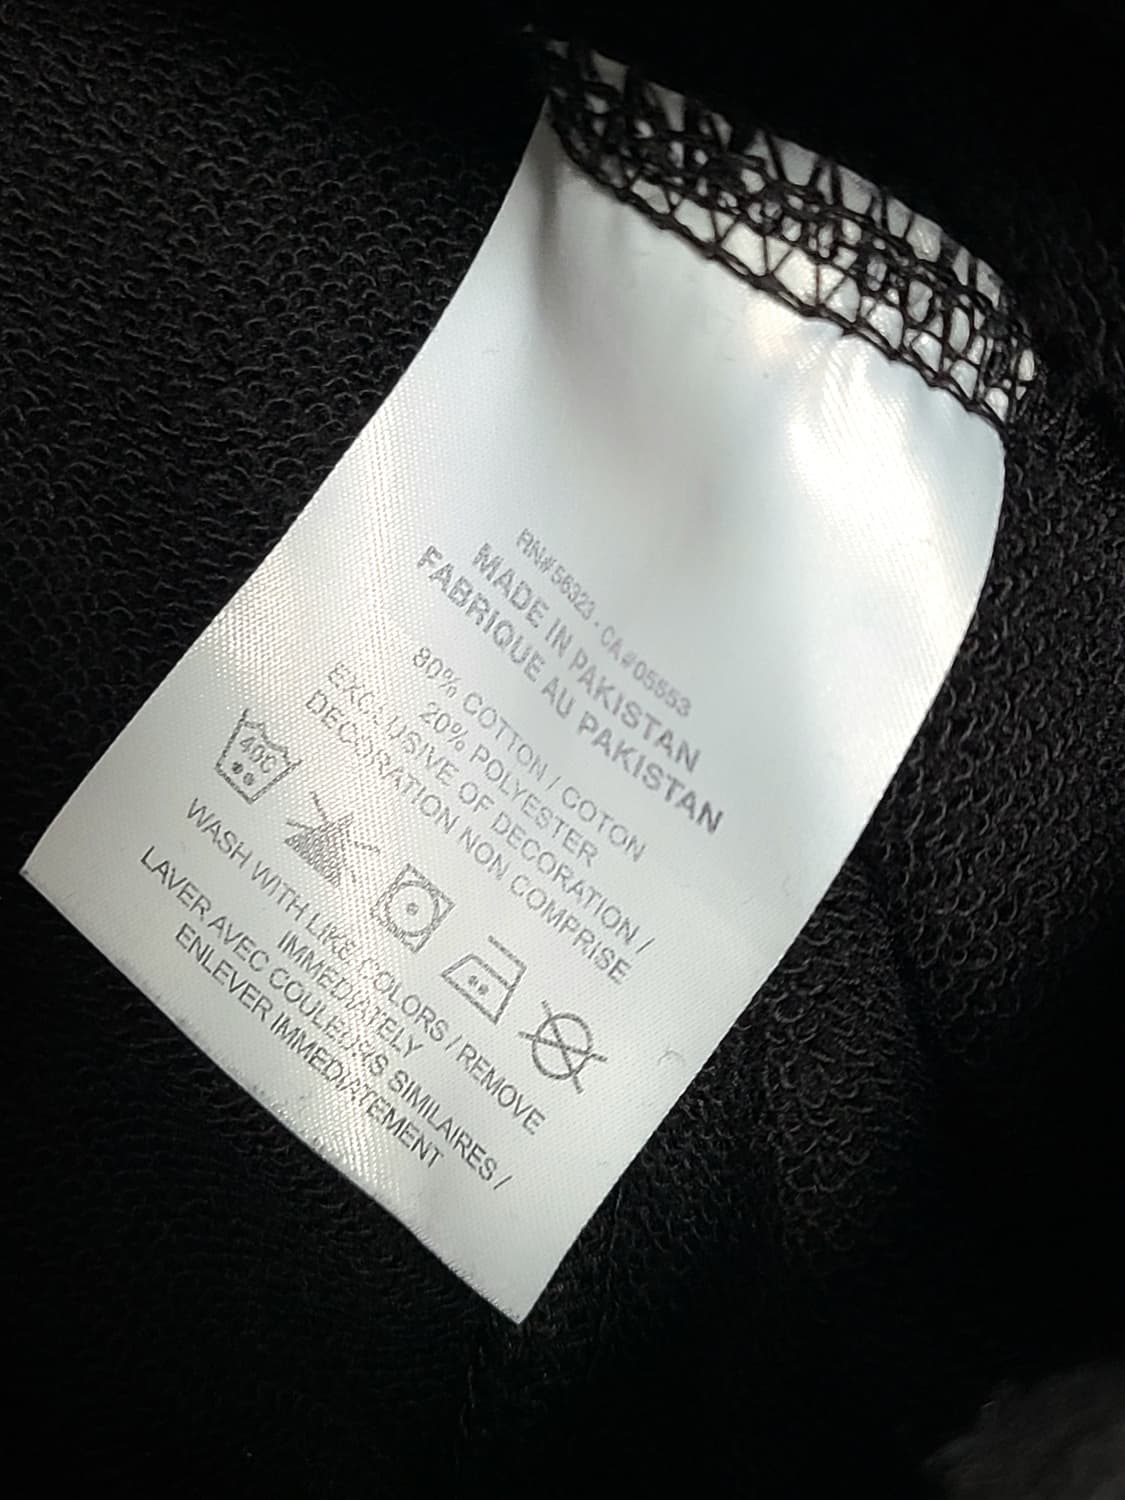 RN#56323 - CA#05553
MADE IN PAKISTAN
FABRIQUE AU PAKISTAN
80% COTTON / COTON
20% POLYESTER
EXCLUSIVE OF DECORATION /
DECORATION NON COMPRISE
40C
WASH WITH LIKE COLORS / REMOVE
IMMEDIATELY
LAVER AVEC COULEURS SIMILAIRES /
ENLEVER IMMEDIATEMENT